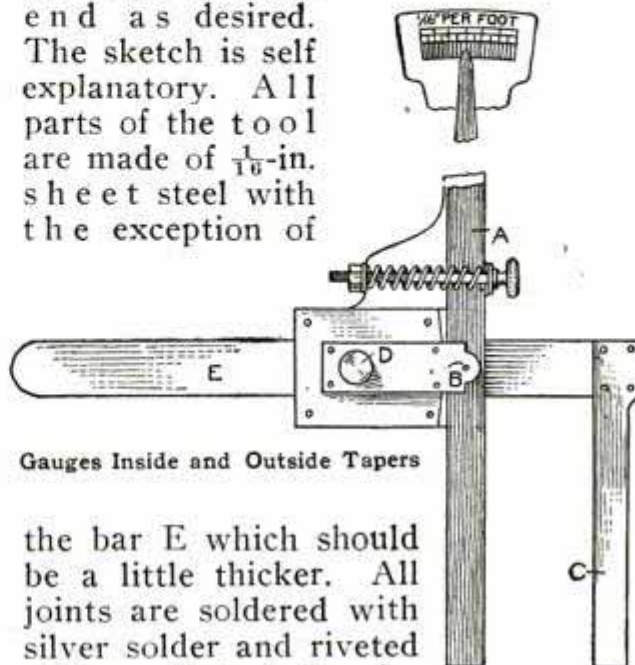 end as desired.
The sketch is self
explanatory. All
parts of the tool
are made of 1/16-in.
sheet steel with
the exception of
1/16" PER FOOT
A
D
B
E
C
Gauges Inside and Outside Tapers
the bar E which should
be a little thicker. All
joints are soldered with
silver solder and riveted